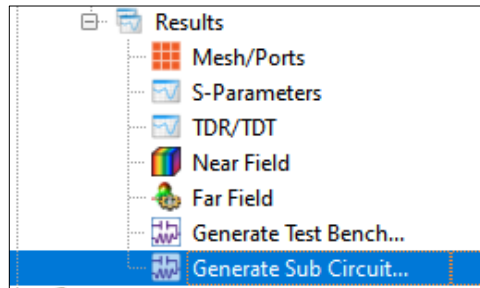 Results
Mesh/Ports
S-Parameters
TDR/TDT
Near Field
Far Field
Generate Test Bench...
Generate Sub Circuit...